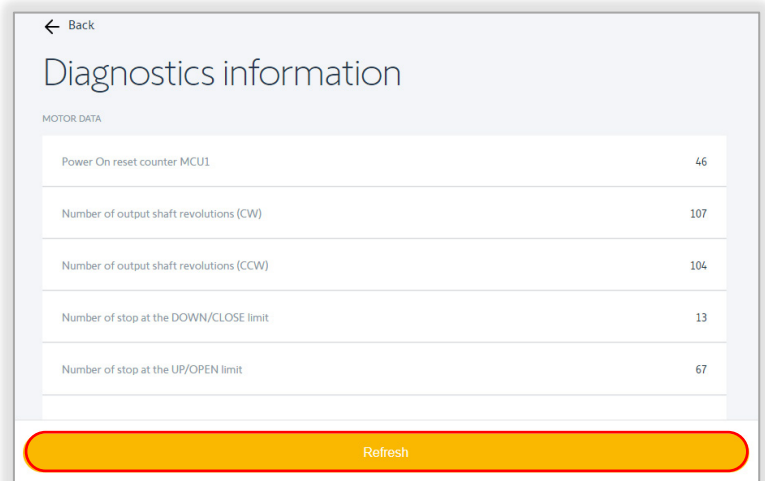 ← Back
Diagnostics information
MOTOR DATA
Power On reset counter MCU1 46
Number of output shaft revolutions (CW) 107
Number of output shaft revolutions (CCW) 104
Number of stop at the DOWN/CLOSE limit 13
Number of stop at the UP/OPEN limit 67
Refresh